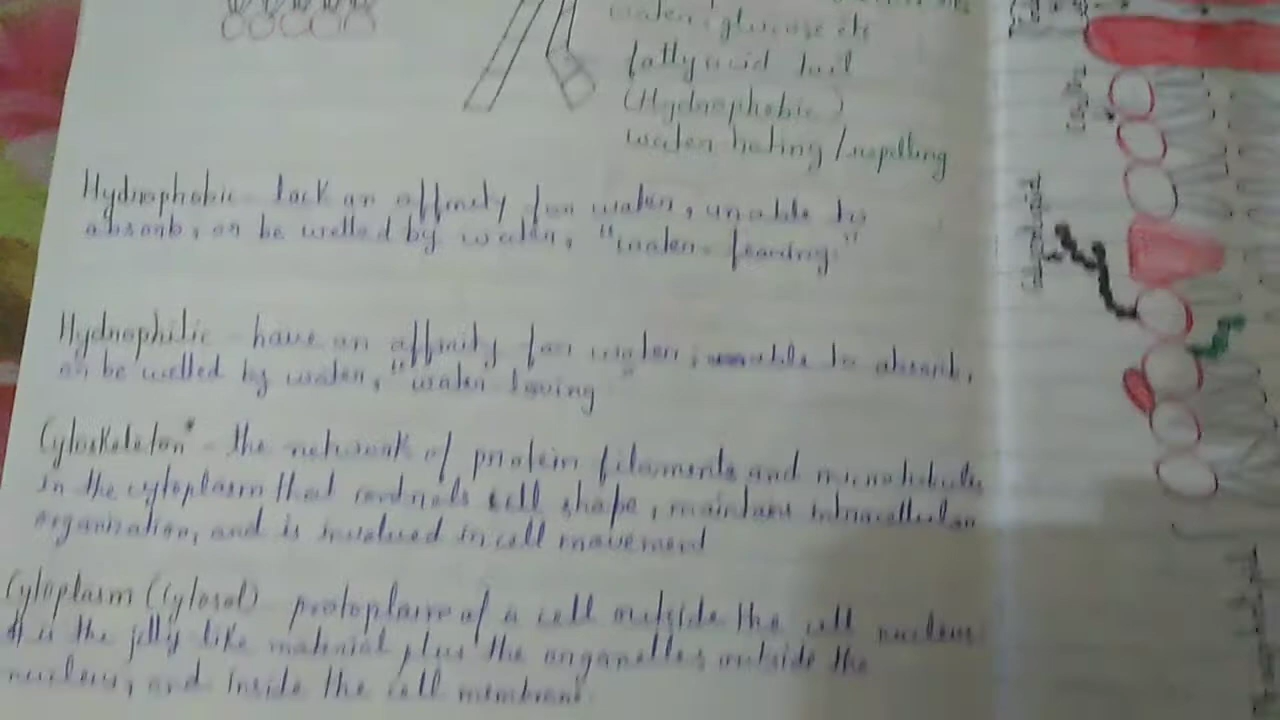 water, glucose etc
fatty acid tail
(Hydrophobic)
water hating / repelling
Hydrophobic - lack an affinity for water, unable to
absorb, or be wetted by water, "water-fearing"
Hydrophilic - have an affinity for water, unable to absorb,
or be wetted by water, "water loving"
Cytoskeleton* - the network of protein filaments and microtubules
in the cytoplasm that controls cell shape, maintains intracellular
organization, and is involved in cell movement
Cytoplasm (Cytosol) protoplasm of a cell outside the cell nucleus
It is the jelly like material plus the organelles outside the
nucleus, and inside the cell membrane.